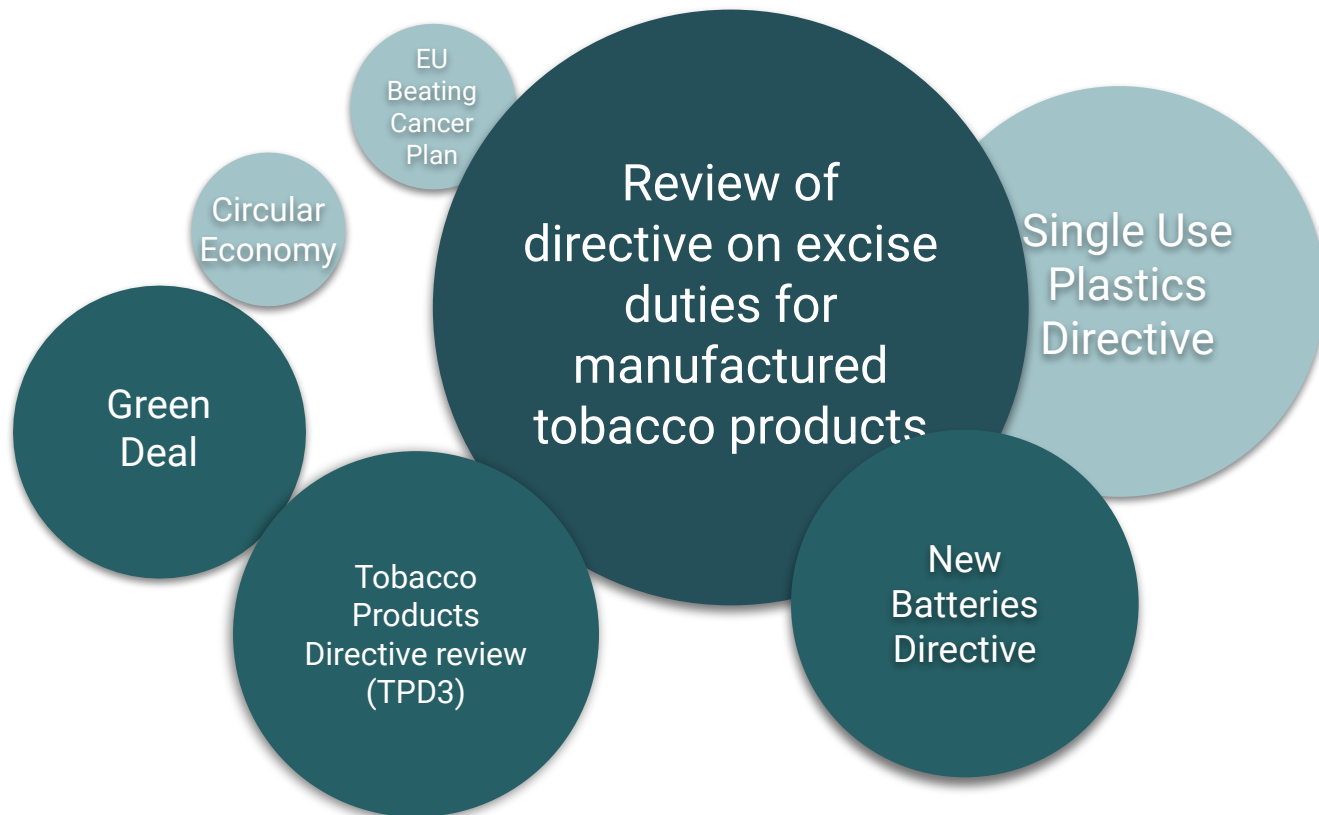 EU
Beating
Cancer
Plan
Circular
Economy
Green
Deal
Review of
directive on excise
duties for
manufactured
tobacco products
Single Use
Plastics
Directive
Tobacco
Products
Directive review
(TPD3)
New
Batteries
Directive